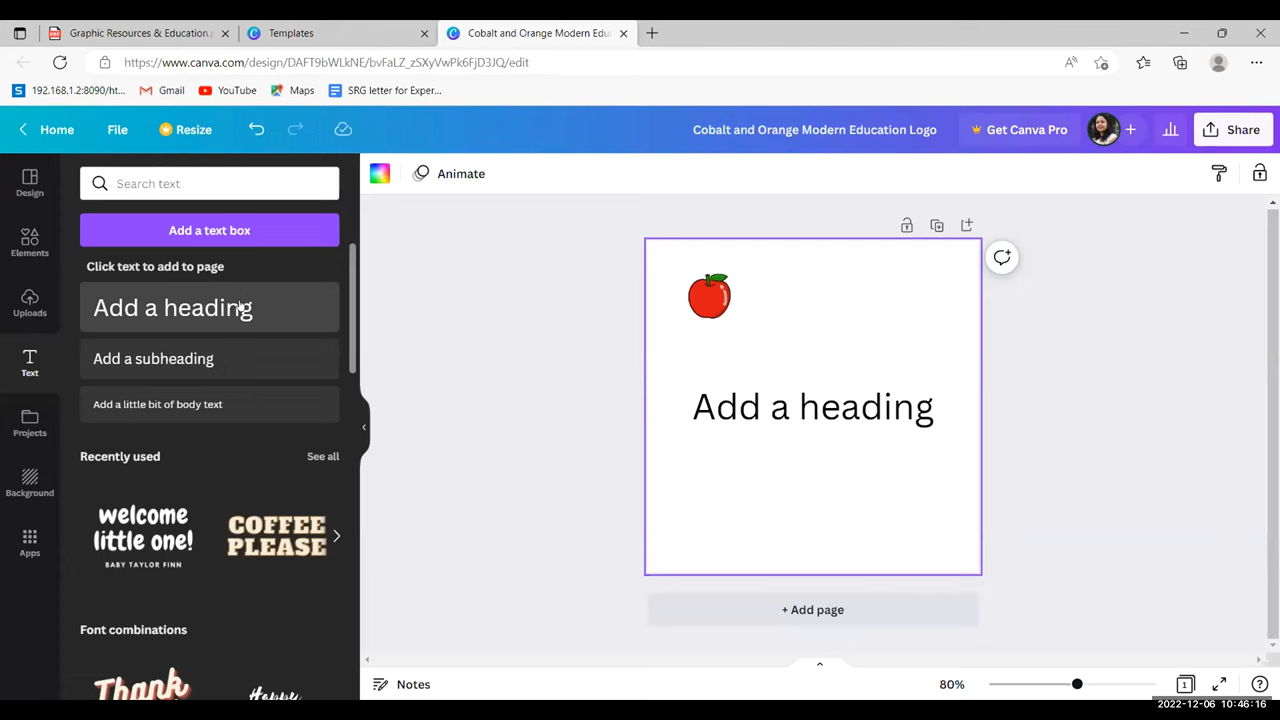 Graphic Resources & Education.p
Templates
Cobalt and Orange Modern Edu
https://www.canva.com/design/DAFT9bWLkNE/bvFaLZ_zSXyVwPk6FjD3JQ/edit
192.168.1.2:8090/ht...
Gmail
YouTube
Maps
SRG letter for Exper...
Home
File
Resize
Cobalt and Orange Modern Education Logo
Get Canva Pro
Share
Design
Elements
Uploads
Text
Projects
Background
Apps
Search text
Add a text box
Click text to add to page
Add a heading
Add a subheading
Add a little bit of body text
Recently used
See all
welcome
little one!
BABY TAYLOR FINN
COFFEE
PLEASE
Font combinations
Thank
Happy
Animate
Add a heading
+ Add page
Notes
80%
1
2022-12-06 10:46:16